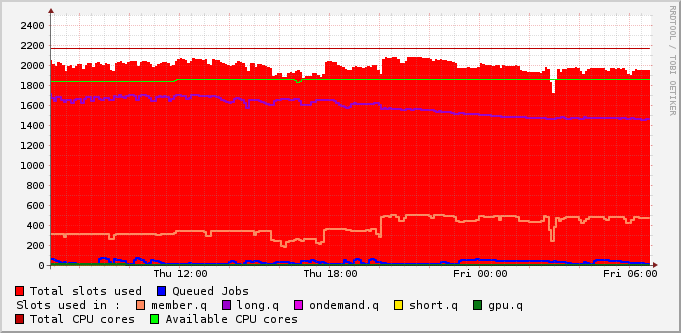 RRDTOOL / TOBI OETIKER
2400
2200
2000
1800
1600
1400
1200
1000
800
600
400
200
0
Thu 12:00 Thu 18:00 Fri 00:00 Fri 06:00
Total slots used Queued Jobs
Slots used in : member.q long.q ondemand.q short.q gpu.q
Total CPU cores Available CPU cores